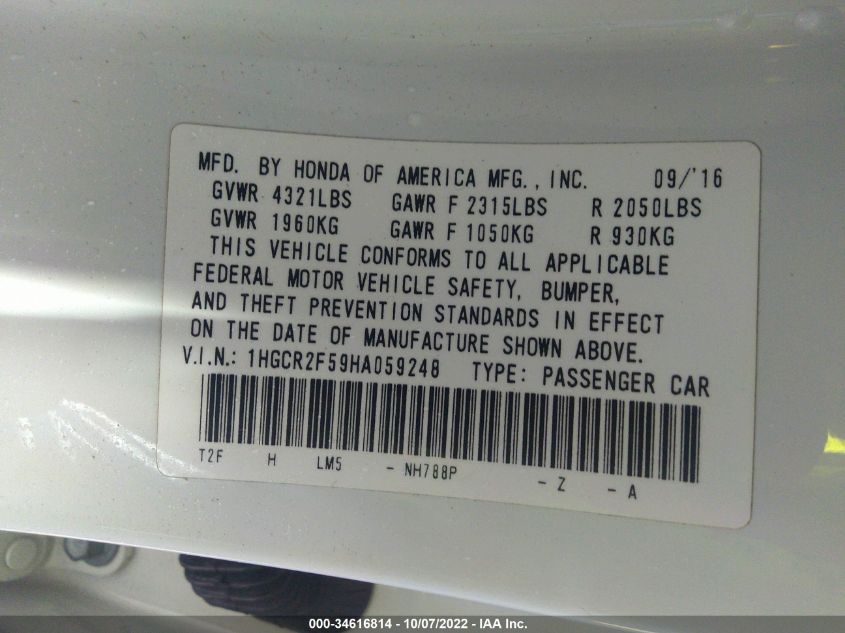 MFD. BY HONDA OF AMERICA MFG., INC. 09/'16
GVWR 4321LBS GAWR F 2315LBS R 2050LBS
GVWR 1960KG GAWR F 1050KG R 930KG
THIS VEHICLE CONFORMS TO ALL APPLICABLE
FEDERAL MOTOR VEHICLE SAFETY, BUMPER,
AND THEFT PREVENTION STANDARDS IN EFFECT
ON THE DATE OF MANUFACTURE SHOWN ABOVE.
V.I.N.: 1HGCR2F59HA059248 TYPE: PASSENGER CAR
T2F H LM5 - NH788P - Z - A
000-34616814 - 10/07/2022 - IAA Inc.